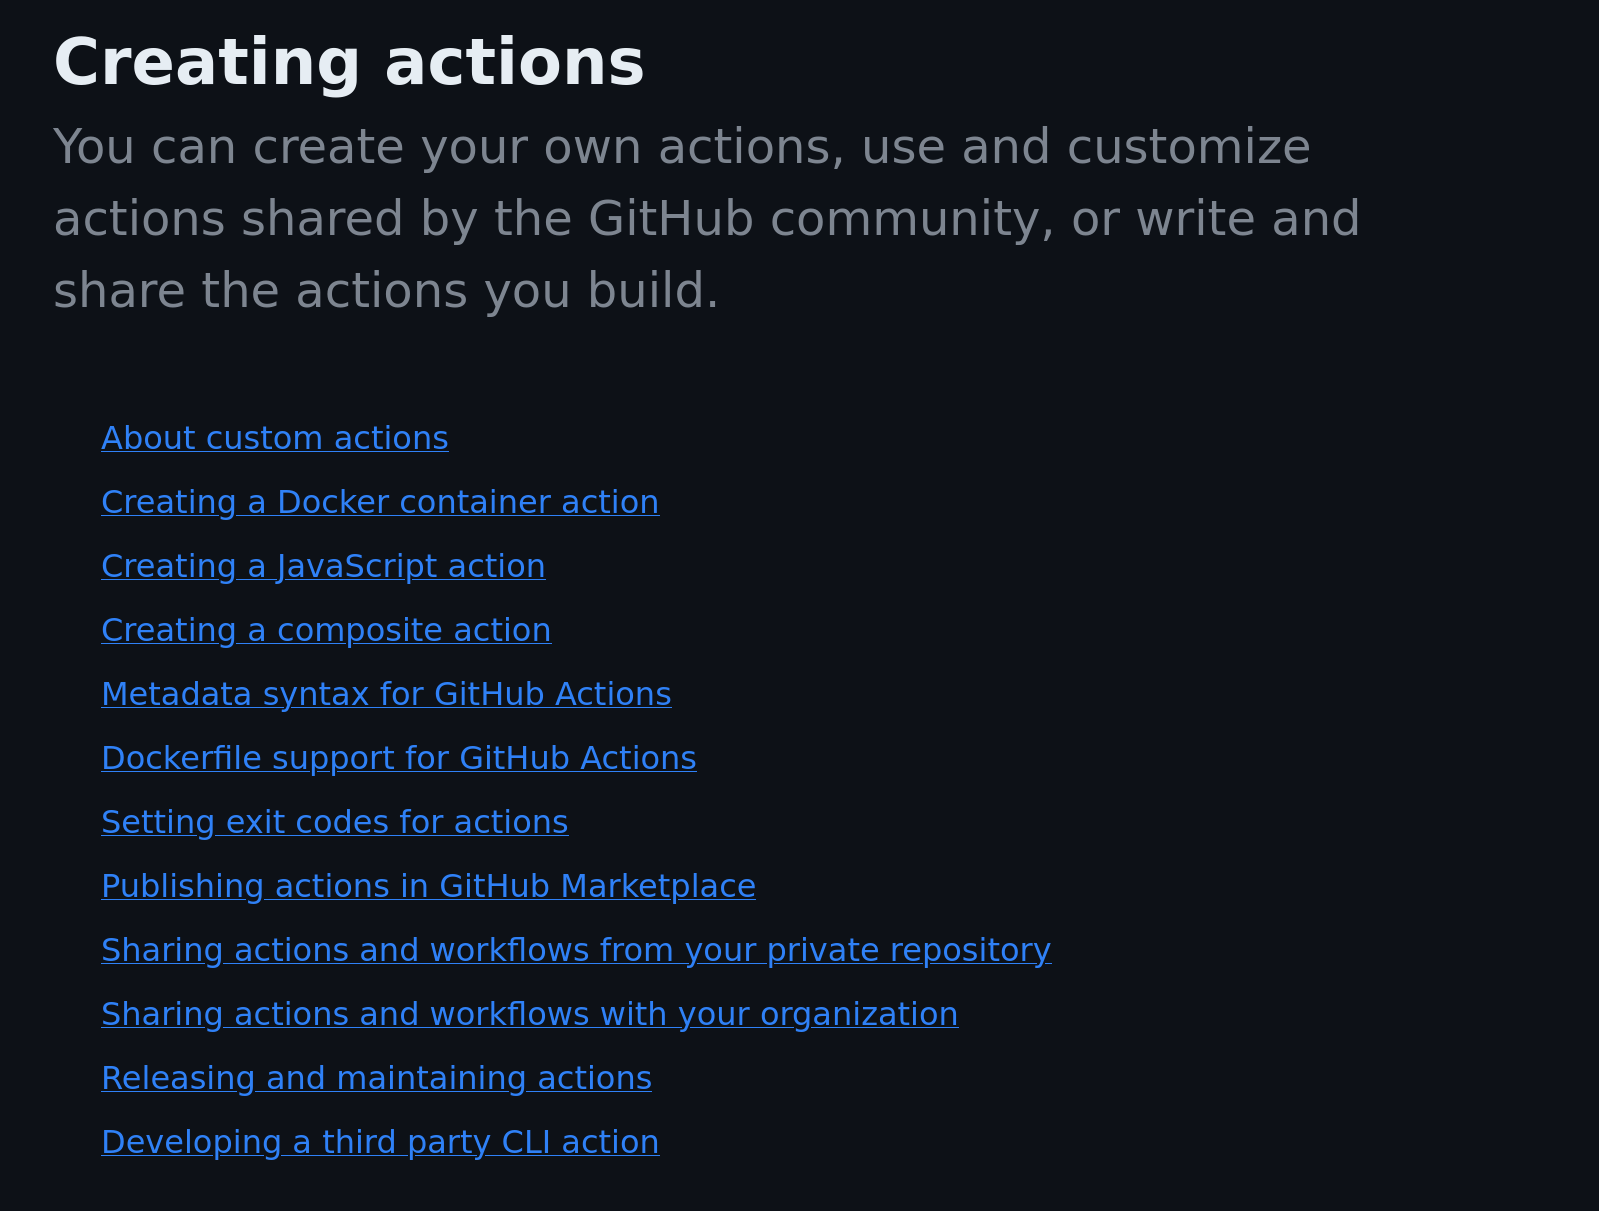 Creating actions
You can create your own actions, use and customize
actions shared by the GitHub community, or write and
share the actions you build.
About custom actions
Creating a Docker container action
Creating a JavaScript action
Creating a composite action
Metadata syntax for GitHub Actions
Dockerfile support for GitHub Actions
Setting exit codes for actions
Publishing actions in GitHub Marketplace
Sharing actions and workflows from your private repository
Sharing actions and workflows with your organization
Releasing and maintaining actions
Developing a third party CLI action